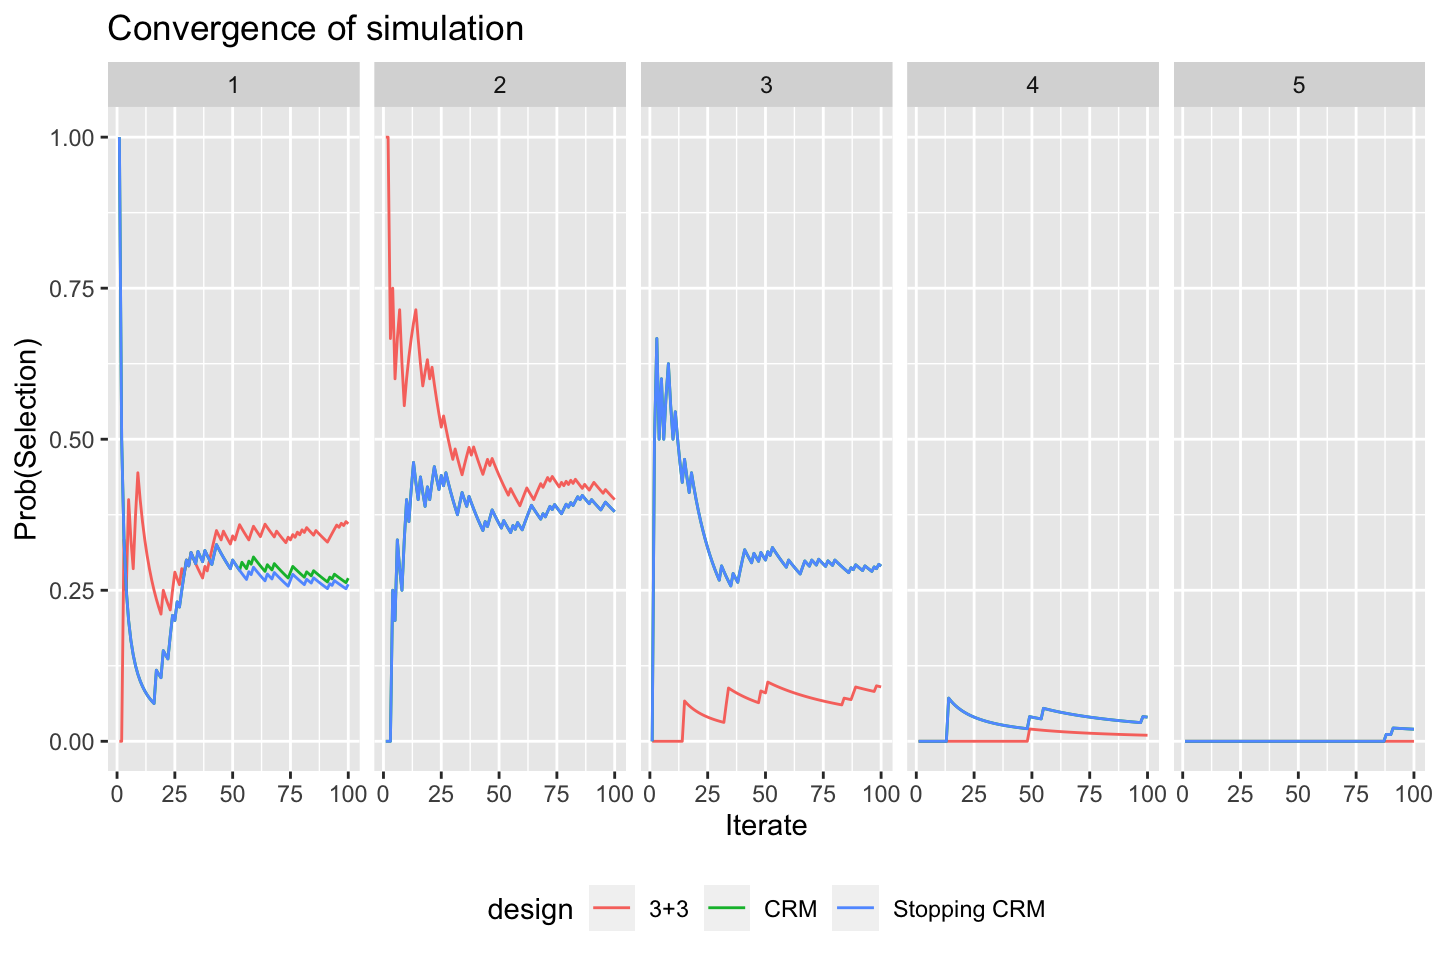 Convergence of simulation
1 2 3 4 5
Prob(Selection)
1.00
0.75
0.50
0.25
0.00
0 25 50 75 100 0 25 50 75 100 0 25 50 75 100 0 25 50 75 100 0 25 50 75 100
Iterate
design 3+3 CRM Stopping CRM